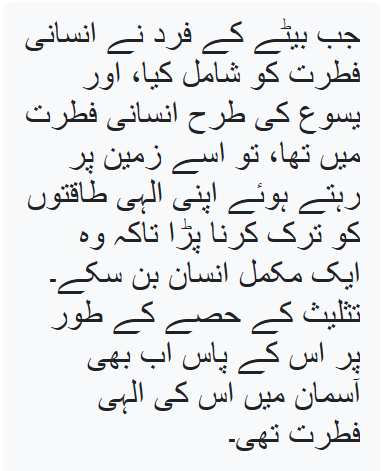 جب بیٹے کے فرد نے انسانی
فطرت کو شامل کیا، اور
یسوع کی طرح انسانی فطرت
میں تھا، تو اسے زمین پر
رہتے ہوئے اپنی الہی طاقتوں
کو ترک کرنا پڑا تاکہ وہ
ایک مکمل انسان بن سکے۔
تثلیث کے حصے کے طور
پر اس کے پاس اب بھی
آسمان میں اس کی الہی
فطرت تھی۔